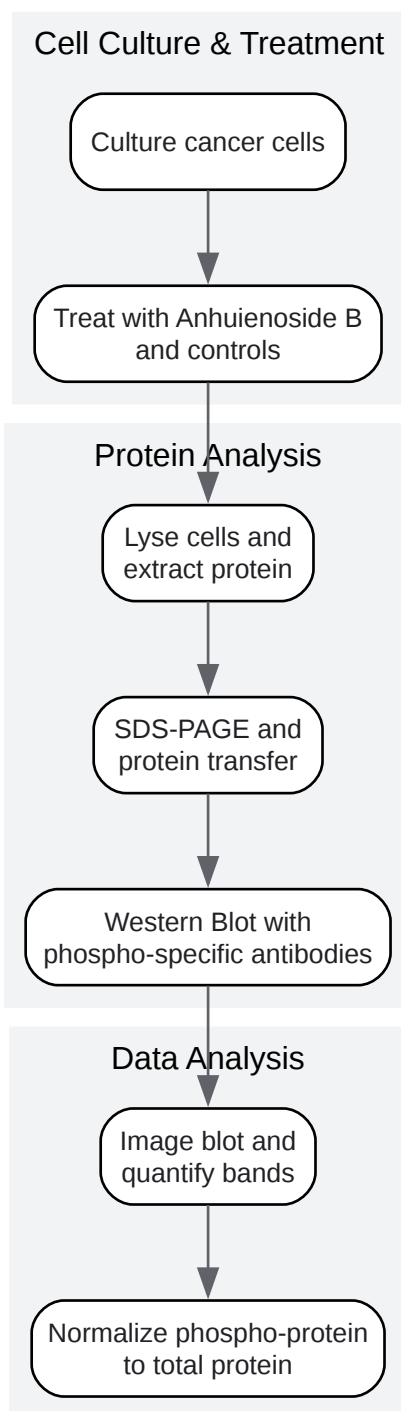 Cell Culture & Treatment
Culture cancer cells
Treat with Anhuienoside B
and controls
Protein Analysis
Lyse cells and
extract protein
SDS-PAGE and
protein transfer
Western Blot with
phospho-specific antibodies
Data Analysis
Image blot and
quantify bands
Normalize phospho-protein
to total protein